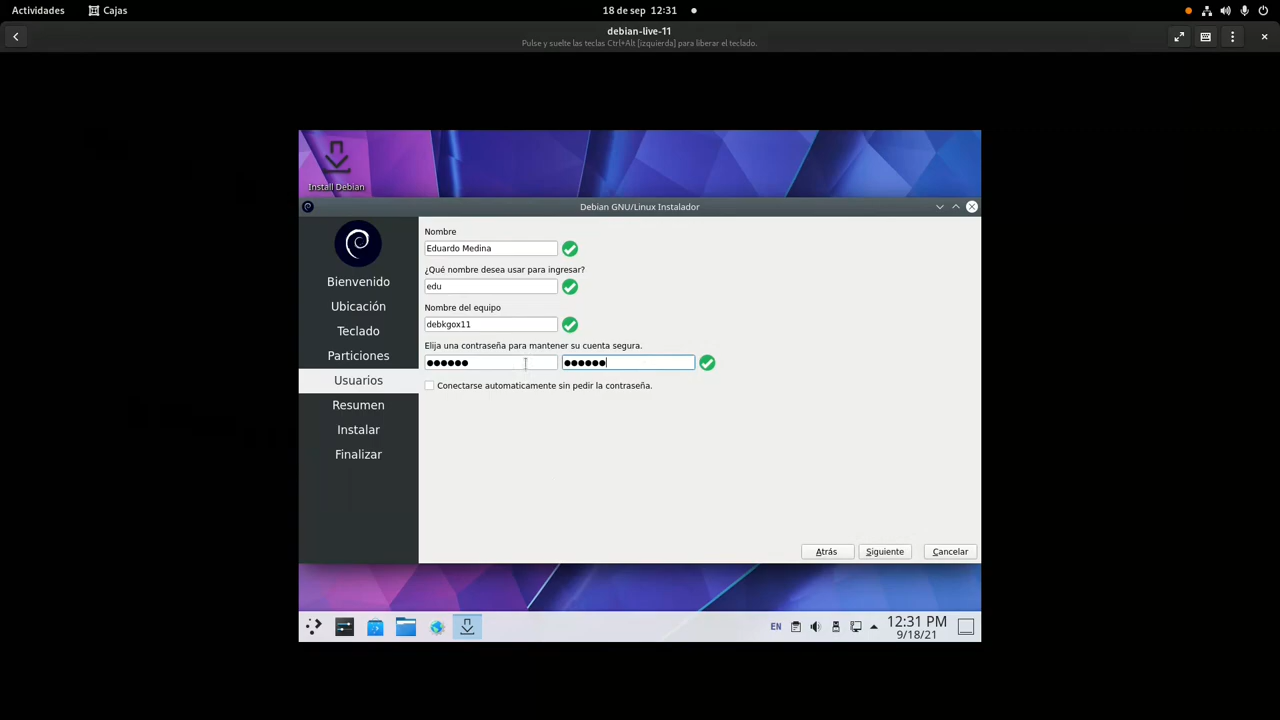 Actividades
Cajas
18 de sep 12:31
debian-live-11
Pulse y suelte las teclas Ctrl+Alt [izquierda] para liberar el teclado.
Install Debian
Debian GNU/Linux Instalador
Bienvenido
Ubicación
Teclado
Particiones
Usuarios
Resumen
Instalar
Finalizar
Nombre
Eduardo Medina
¿Qué nombre desea usar para ingresar?
edu
Nombre del equipo
debkgox11
Elija una contraseña para mantener su cuenta segura.
●●●●●● ●●●●●●
Conectarse automaticamente sin pedir la contraseña.
Atrás
Siguiente
Cancelar
EN
12:31 PM
9/18/21